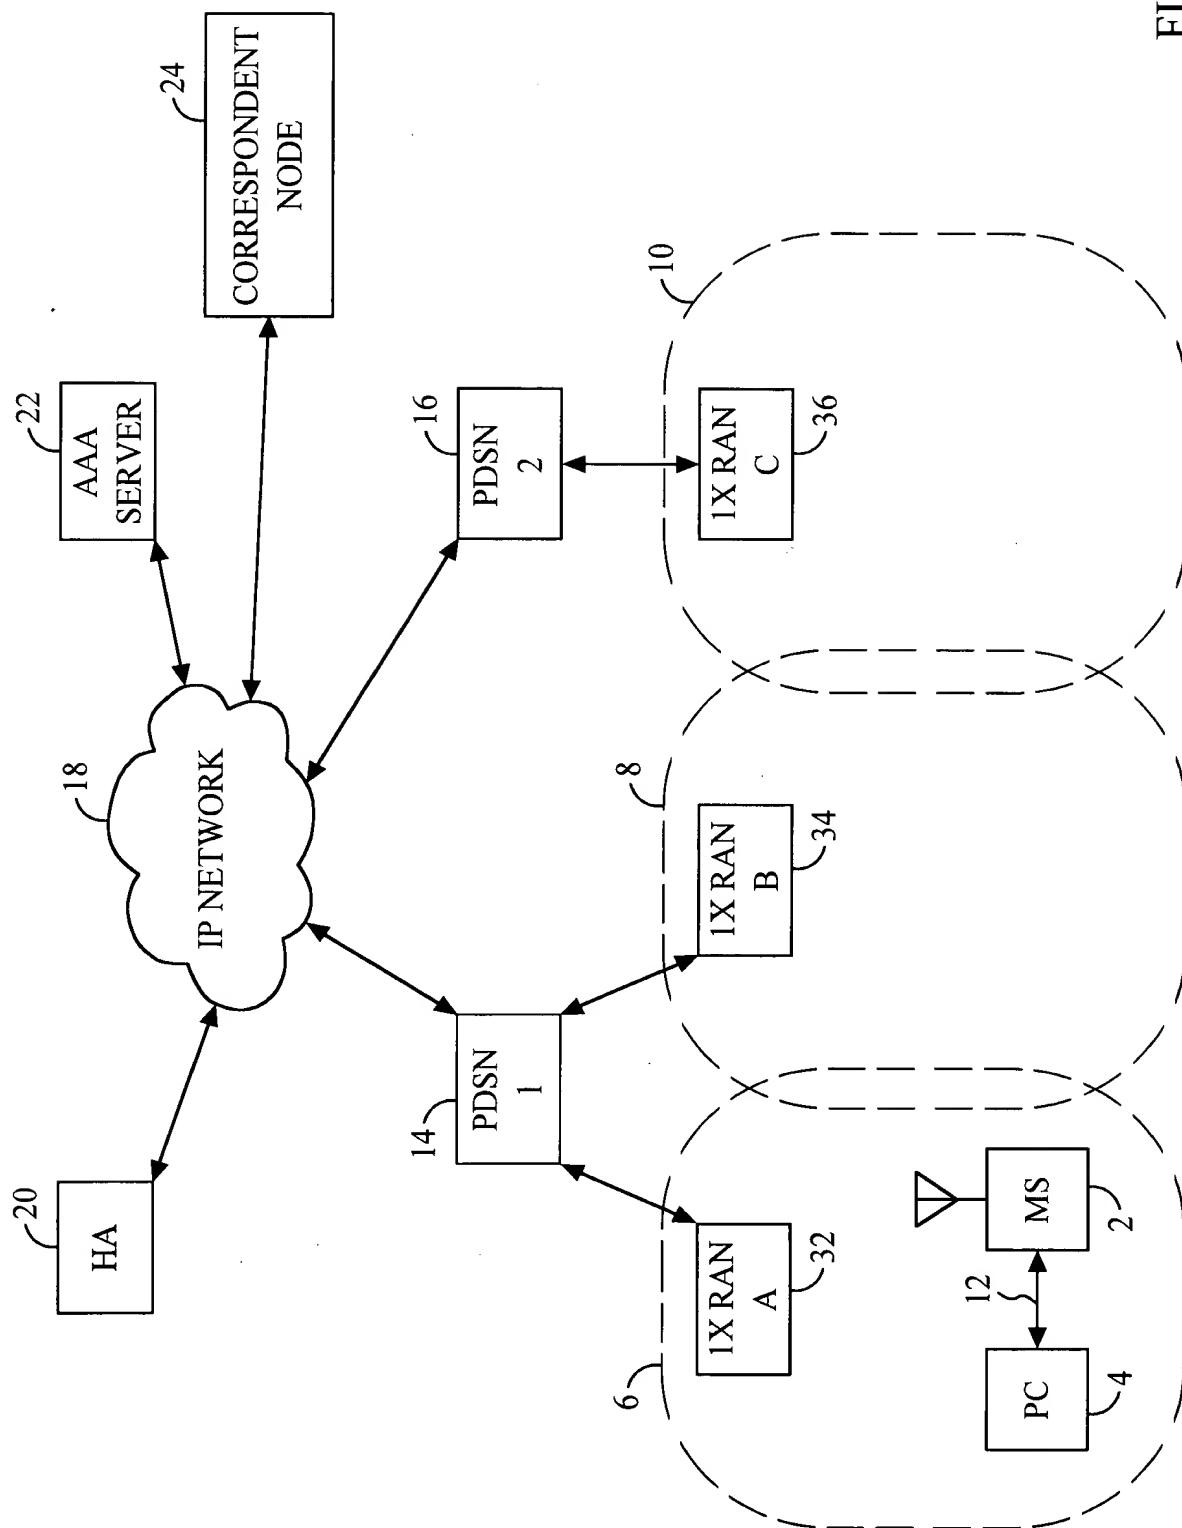 20
HA
18
IP NETWORK
22
AAA
SERVER
24
CORRESPONDENT
NODE
14
PDSN
1
16
PDSN
2
6
1X RAN
A
32
8
1X RAN
B
34
10
1X RAN
C
36
PC
4
12
MS
2